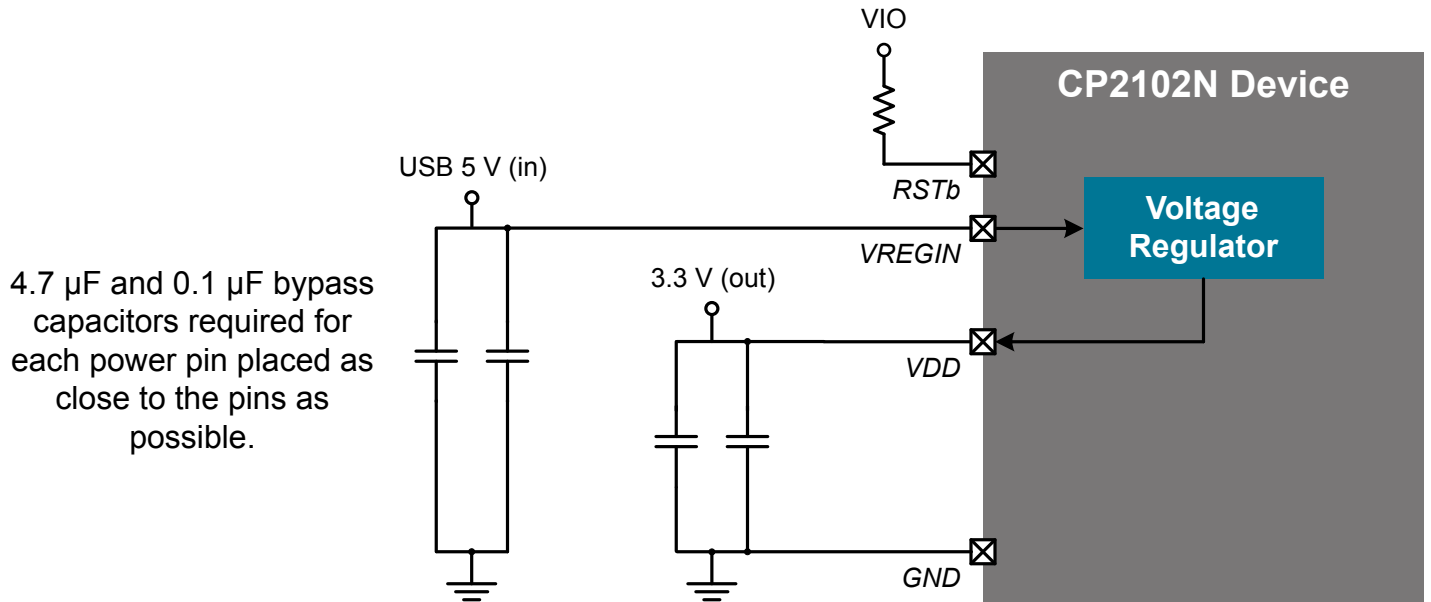 VIO
CP2102N Device
USB 5 V (in)
RSTb
Voltage
Regulator
VREGIN
4.7 µF and 0.1 µF bypass
capacitors required for
each power pin placed as
close to the pins as
possible.
3.3 V (out)
VDD
GND